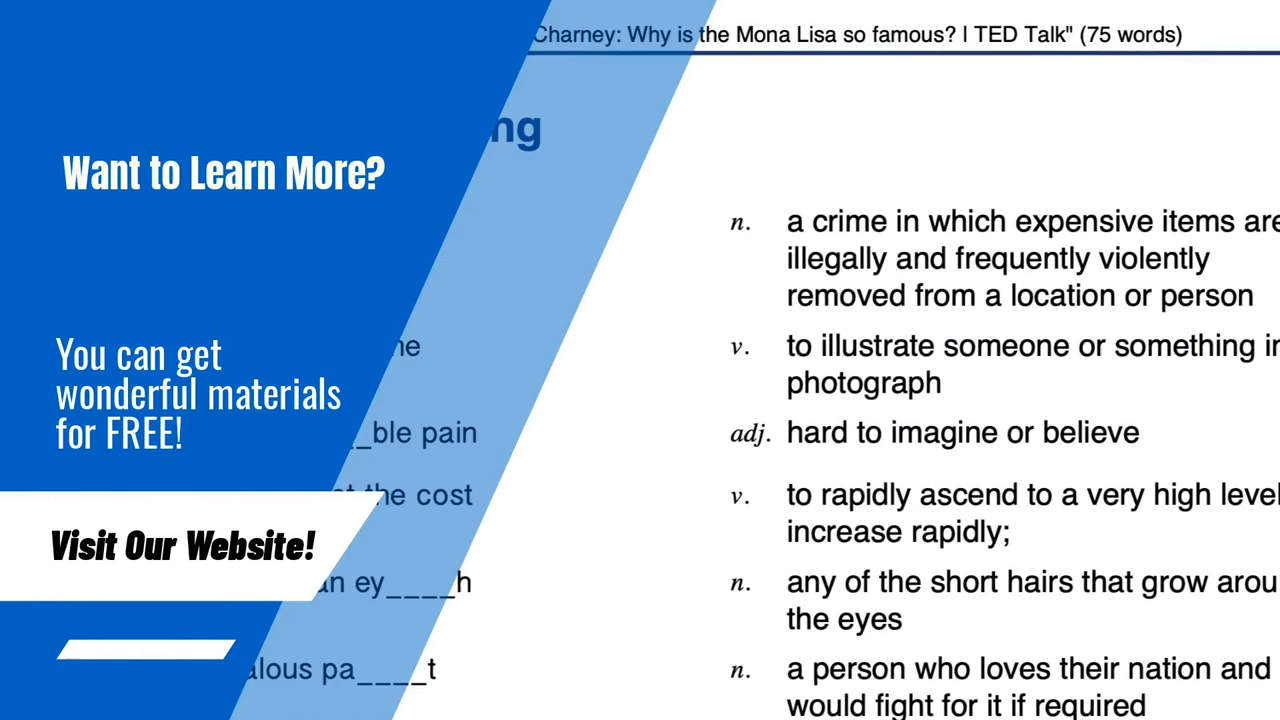 Charney: Why is the Mona Lisa so famous? | TED Talk" (75 words)
ng
Want to Learn More?
You can get
wonderful materials
for FREE!
Visit Our Website!
n. a crime in which expensive items are
illegally and frequently violently
removed from a location or person
ne
v. to illustrate someone or something in
photograph
_ble pain
adj. hard to imagine or believe
the cost
v. to rapidly ascend to a very high level
increase rapidly;
an ey____h
n. any of the short hairs that grow arou
the eyes
alous pa____t
n. a person who loves their nation and
would fight for it if required